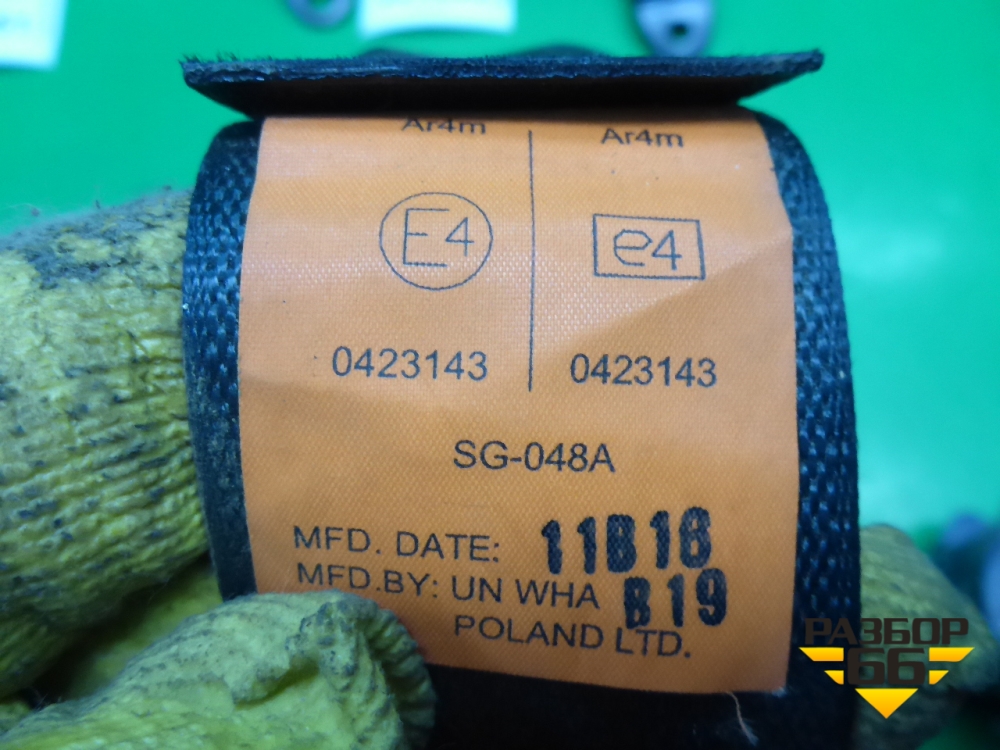 Ar4m Ar4m
E4 e4
0423143 0423143
SG-048A
MFD. DATE: 11B16
MFD.BY: UN WHA B19
POLAND LTD.
РАЗБОР
66